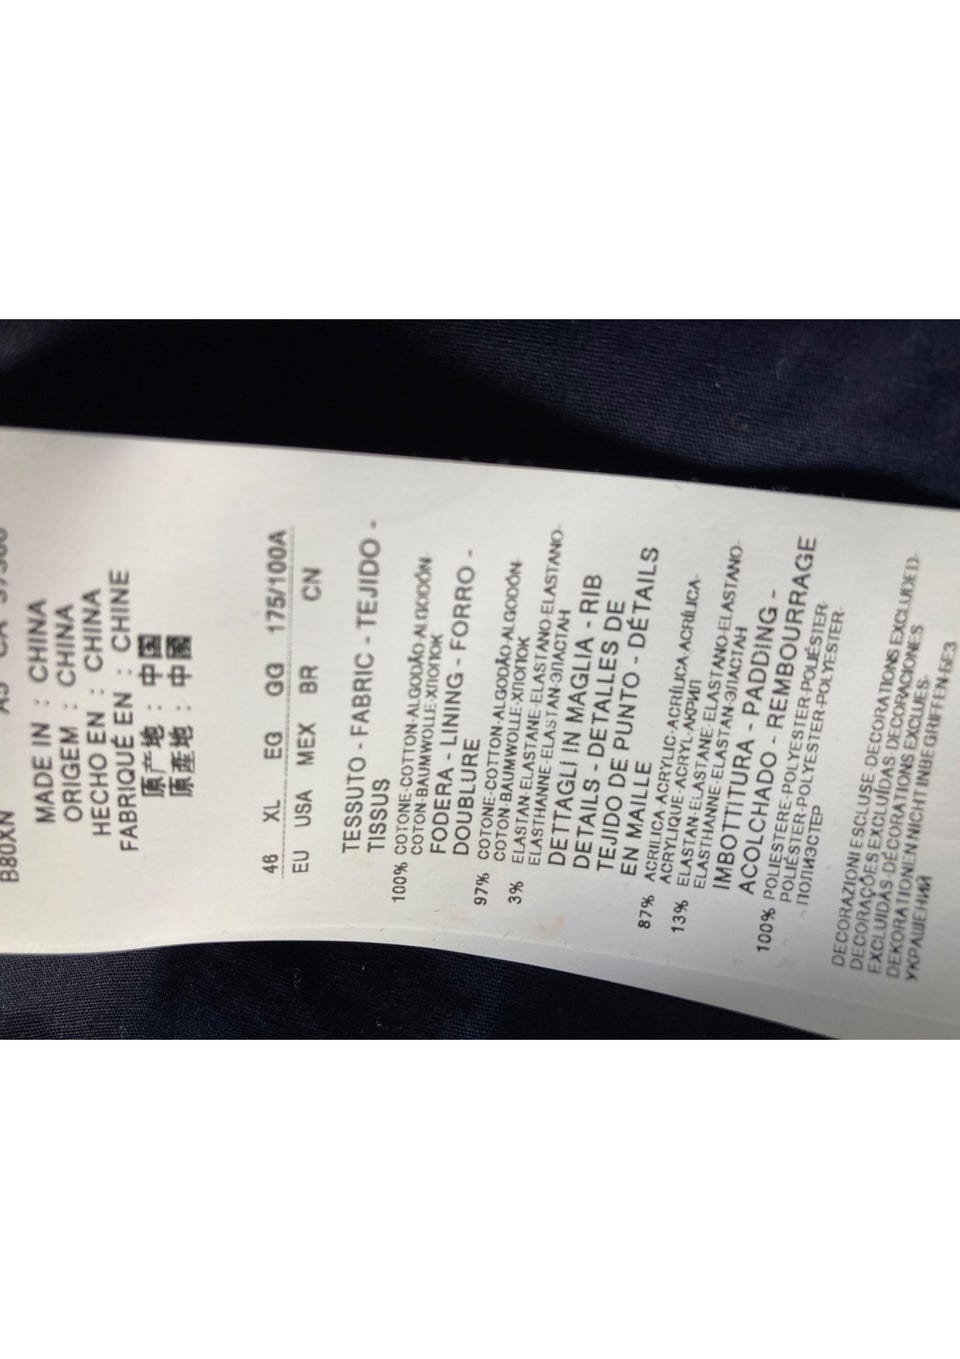 B80XN
MADE IN : CHINA
ORIGEM : CHINA
HECHO EN : CHINA
FABRIQUÉ EN : CHINE
原产地 : 中国
原產地 : 中國
46 XL EG GG 175/100A
EU USA MEX BR CN
TESSUTO - FABRIC - TEJIDO -
TISSUS
100% COTONE-COTTON-ALGODÃO-ALGODÓN-
COTON-BAUMWOLLE-ХЛОПОК
FODERA - LINING - FORRO -
DOUBLURE
97% COTONE-COTTON-ALGODÃO-ALGODÓN-
COTON-BAUMWOLLE-ХЛОПОК
3% ELASTAN-ELASTANE-ELASTANO-ELASTANO-
ELASTHANNE-ELASTAN-ЭЛАСТАН
DETTAGLI IN MAGLIA - RIB
DETAILS - DETALLES DE
TEJIDO DE PUNTO - DÉTAILS
EN MAILLE
87% ACRILICA-ACRYLIC-ACRÍLICA-ACRÍLICA-
ACRYLIQUE-ACRYL-АКРИЛ
13% ELASTAN-ELASTANE-ELASTANO-ELASTANO-
ELASTHANNE-ELASTAN-ЭЛАСТАН
IMBOTTITURA - PADDING -
ACOLCHADO - REMBOURRAGE
100% POLIESTERE-POLYESTER-POLIÉSTER-
POLIÉSTER-POLYESTER-POLYESTER-
ПОЛИЭСТЕР
DECORAZIONI ESCLUSE-DECORATIONS EXCLUDED-
DECORAÇÕES EXCLUÍDAS-DECORACIONES
EXCLUIDAS-DÉCORATIONS EXCLUES-
DEKORATIONEN NICHT INBEGRIFFEN-БЕЗ
УКРАШЕНИЙ